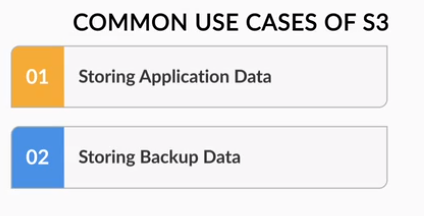 COMMON USE CASES OF S3
01 Storing Application Data
02 Storing Backup Data